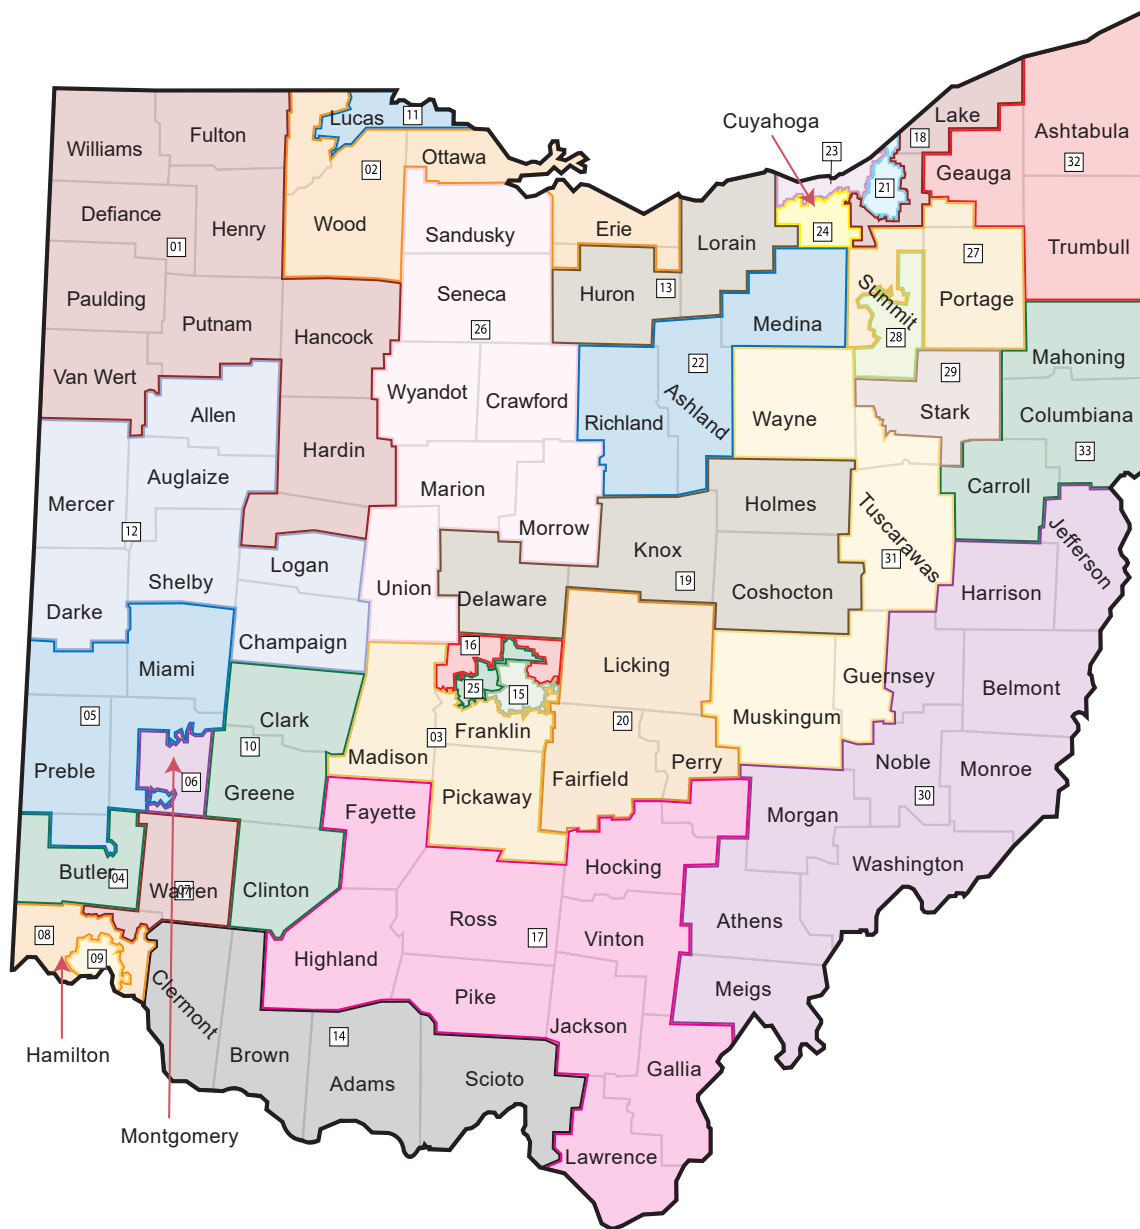 Cuyahoga
Lake
Lucas
11
18
Fulton
Ashtabula
Williams
23
32
Ottawa
02
Geauga
21
Defiance
Wood
Erie
24
Henry
Sandusky
Lorain
01
27
Trumbull
Paulding
Seneca
Huron
13
Portage
Putnam
Summit
26
Medina
Hancock
28
Mahoning
22
29
Van Wert
Wyandot
Crawford
Allen
Ashland
Stark
Columbiana
Richland
Wayne
Hardin
33
Auglaize
Marion
Carroll
Mercer
Holmes
12
Morrow
Tuscarawas
Jefferson
Knox
Logan
31
Shelby
19
Union
Coshocton
Harrison
Delaware
Darke
Champaign
16
Miami
Licking
Guernsey
25
15
Belmont
05
Clark
20
Muskingum
Franklin
03
10
Madison
Noble
Perry
Monroe
Preble
06
Fairfield
Greene
Pickaway
30
Fayette
Morgan
Hocking
Washington
Butler
04
Warren
07
Clinton
Ross
Athens
08
17
Vinton
09
Highland
Clermont
Pike
Meigs
Jackson
14
Hamilton
Brown
Gallia
Adams
Scioto
Montgomery
Lawrence